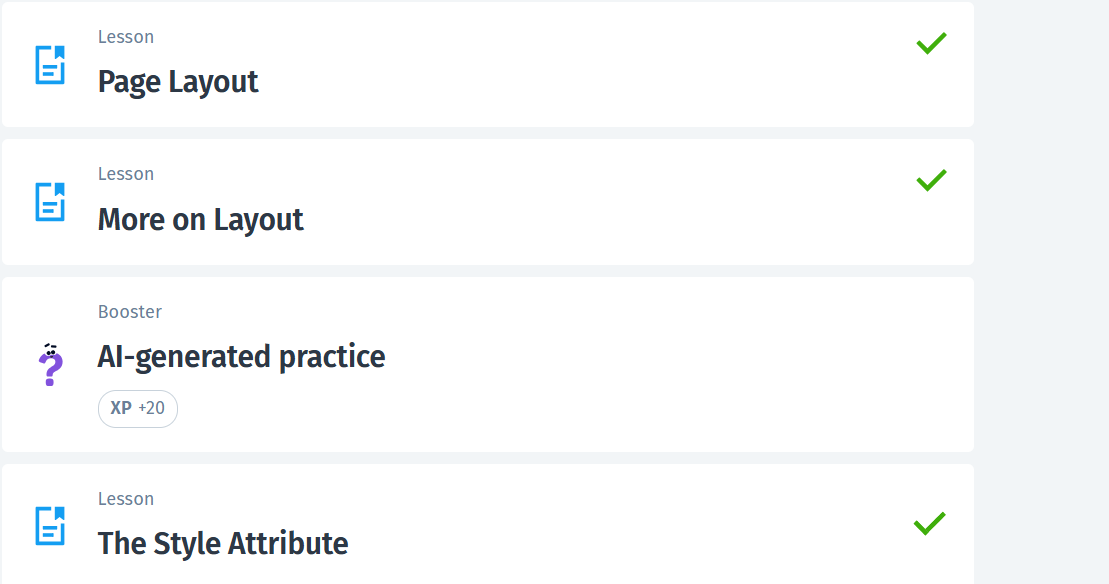 Lesson
Page Layout
Lesson
More on Layout
Booster
AI-generated practice
XP +20
Lesson
The Style Attribute